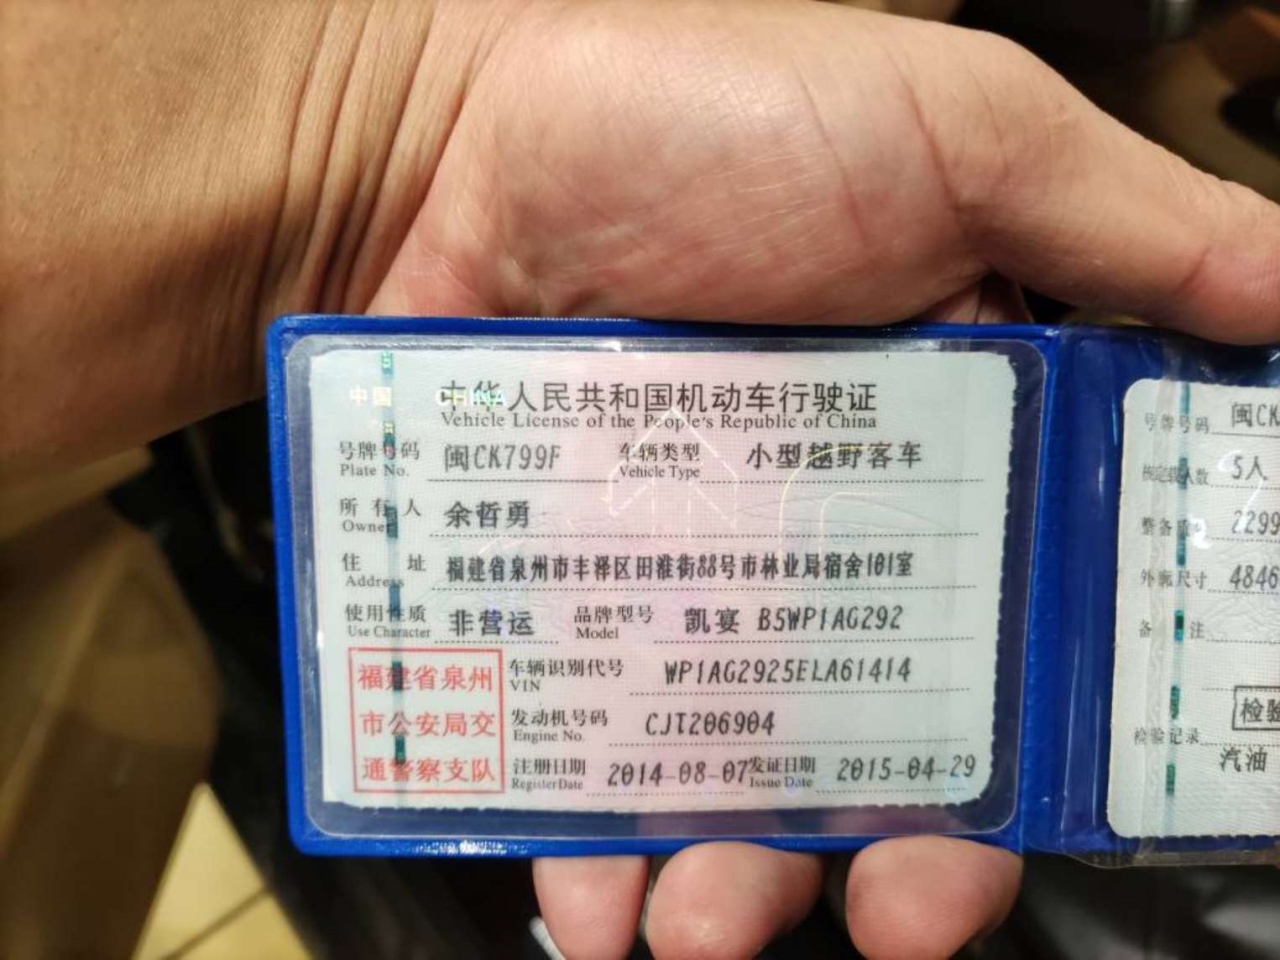 中国 CHINA
中华人民共和国机动车行驶证
Vehicle License of the People's Republic of China
号牌号码 闽CK799F 车辆类型 小型越野客车
Plate No. Vehicle Type
所有人 余哲勇
Owner
住址 福建省泉州市丰泽区田淮街88号市林业局宿舍101室
Address
使用性质 非营运 品牌型号 凯宴 B5WP1AG292
Use Character Model
福建省泉州
市公安局交
通警察支队
车辆识别代号 WP1AG2925ELA61414
VIN
发动机号码 CJT206904
Engine No.
注册日期 2014-08-07 发证日期 2015-04-29
Register Date Issue Date
号牌号码 闽CK
核定载人数 5人
整备质 2299
外廓尺寸 4846
备注
检验
检验记录
汽油